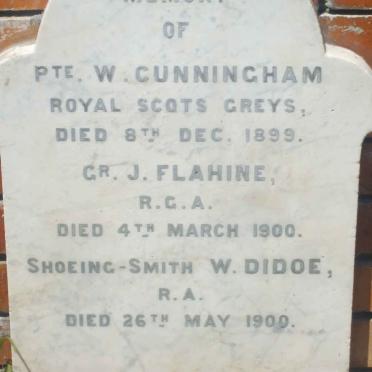 MEMORY
OF
PTE. W. CUNNINGHAM
ROYAL SCOTS GREYS,
DIED 8TH DEC. 1899.
GR. J. FLAHINE,
R.G.A.
DIED 4TH MARCH 1900.
SHOEING-SMITH W. DIDOE,
R.A.
DIED 26TH MAY 1900.